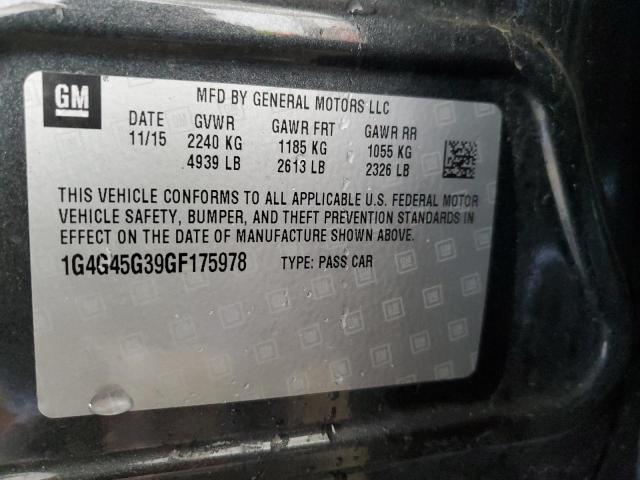 GM
MFD BY GENERAL MOTORS LLC
DATE GVWR GAWR FRT GAWR RR
11/15 2240 KG 1185 KG 1055 KG
4939 LB 2613 LB 2326 LB
THIS VEHICLE CONFORMS TO ALL APPLICABLE U.S. FEDERAL MOTOR
VEHICLE SAFETY, BUMPER, AND THEFT PREVENTION STANDARDS IN
EFFECT ON THE DATE OF MANUFACTURE SHOWN ABOVE.
1G4G45G39GF175978 TYPE: PASS CAR